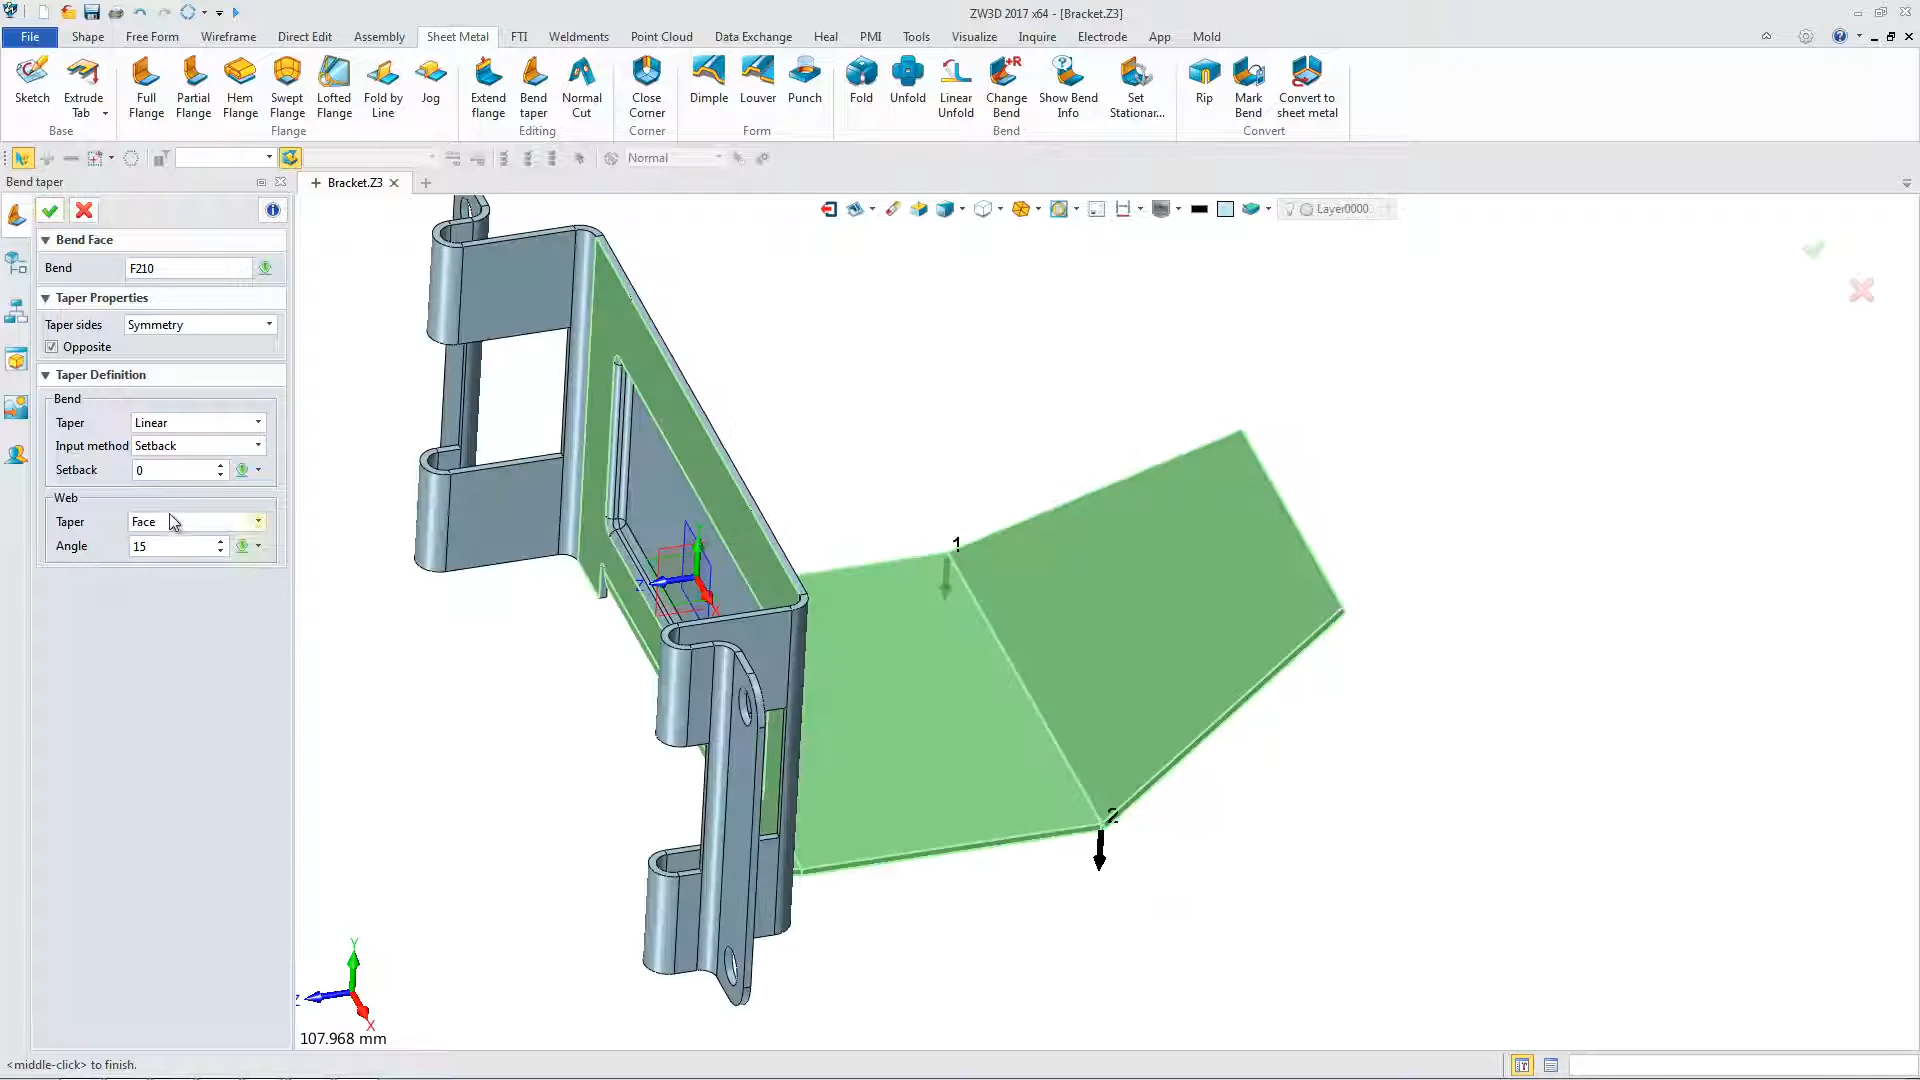 ZW3D 2017 x64 - [Bracket.Z3]
File Shape Free Form Wireframe Direct Edit Assembly Sheet Metal FTI Weldments Point Cloud Data Exchange Heal PMI Tools Visualize Inquire Electrode App Mold
Sketch Extrude Tab Full Flange Partial Flange Hem Flange Swept Flange Lofted Flange Fold by Line Jog Extend flange Bend taper Normal Cut Close Corner Dimple Louver Punch Fold Unfold Linear Unfold Change Bend Show Bend Info Set Stationar... Rip Mark Bend Convert to sheet metal
Base Flange Editing Corner Form Bend Convert
Normal
Bend taper
Bracket.Z3
Layer0000
Bend Face
Bend F210
Taper Properties
Taper sides Symmetry
Opposite
Taper Definition
Bend
Taper Linear
Input method Setback
Setback 0
Web
Taper Face
Angle 15
1
2
Z
X
Y
Z
X
107.968 mm
<middle-click> to finish.